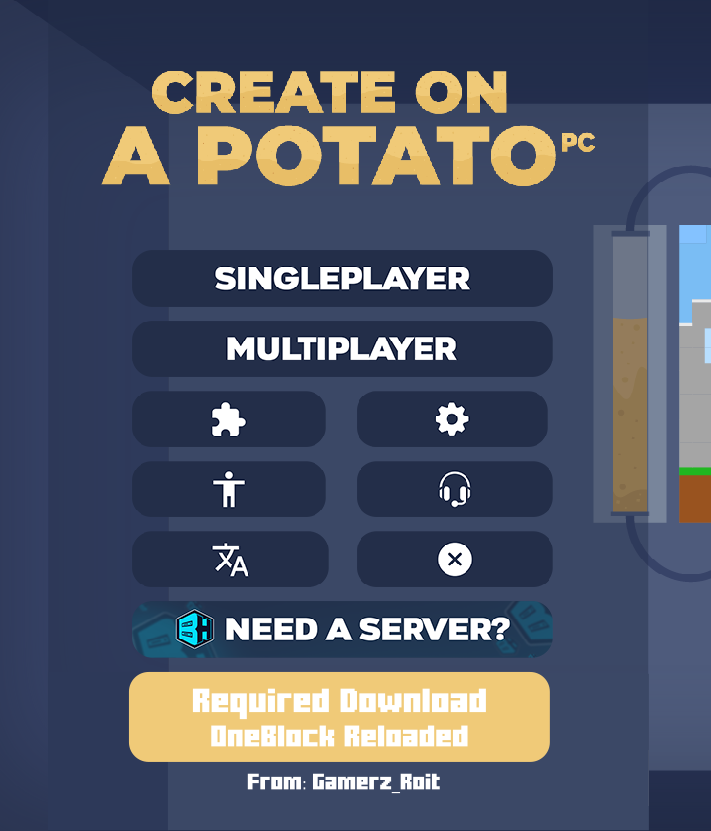 CREATE ON
A POTATO PC
SINGLEPLAYER
MULTIPLAYER
NEED A SERVER?
Required Download
OneBlock Reloaded
From: Gamerz_Roit